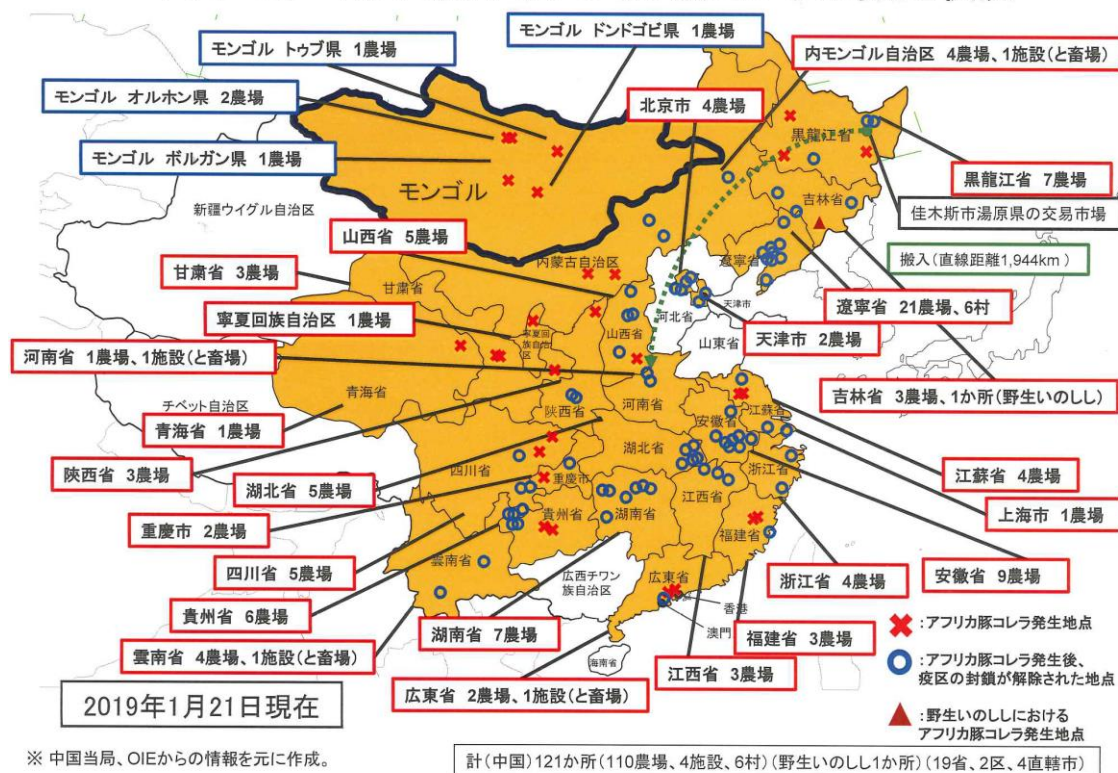 モンゴル トゥブ県 1農場
モンゴル ドンドゴビ県 1農場
内モンゴル自治区 4農場、1施設(と畜場)
モンゴル オルホン県 2農場
北京市 4農場
モンゴル ボルガン県 1農場
モンゴル
黒龍江省
黒龍江省 7農場
新疆ウイグル自治区
吉林省
佳木斯市湯原県の交易市場
山西省 5農場
搬入(直線距離1,944km)
内蒙古自治区
遼寧省
甘粛省 3農場
甘粛省
天津市
遼寧省 21農場、6村
寧夏回族自治区 1農場
河北省
寧夏回族自治区
山西省
天津市 2農場
山東省
河南省 1農場、1施設(と畜場)
吉林省 3農場、1か所(野生いのしし)
青海省
チベット自治区
陝西省
河南省
江蘇省
安徽省
青海省 1農場
湖北省
江蘇省 4農場
陝西省 3農場
四川省
浙江省
湖北省 5農場
重慶市
江西省
上海市 1農場
重慶市 2農場
貴州省
湖南省
福建省
四川省 5農場
雲南省
広西チワン族自治区
広東省
浙江省 4農場
安徽省 9農場
貴州省 6農場
香港
澳門
:アフリカ豚コレラ発生地点
湖南省 7農場
福建省 3農場
雲南省 4農場、1施設(と畜場)
海南省
江西省 3農場
:アフリカ豚コレラ発生後、
疫区の封鎖が解除された地点
広東省 2農場、1施設(と畜場)
2019年1月21日現在
:野生いのししにおける
アフリカ豚コレラ発生地点
※ 中国当局、OIEからの情報を元に作成。
計(中国)121か所(110農場、4施設、6村)(野生いのしし1か所)(19省、2区、4直轄市)